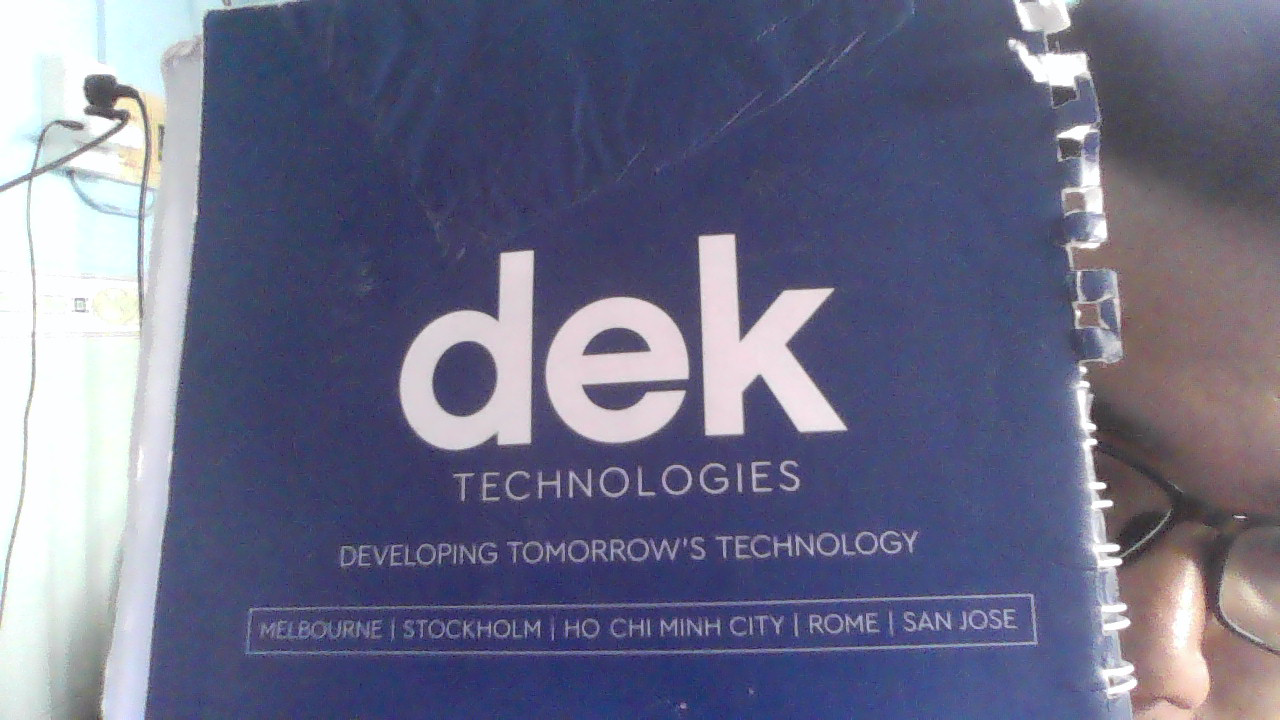 dek
TECHNOLOGIES
DEVELOPING TOMORROW'S TECHNOLOGY
MELBOURNE | STOCKHOLM | HO CHI MINH CITY | ROME | SAN JOSE